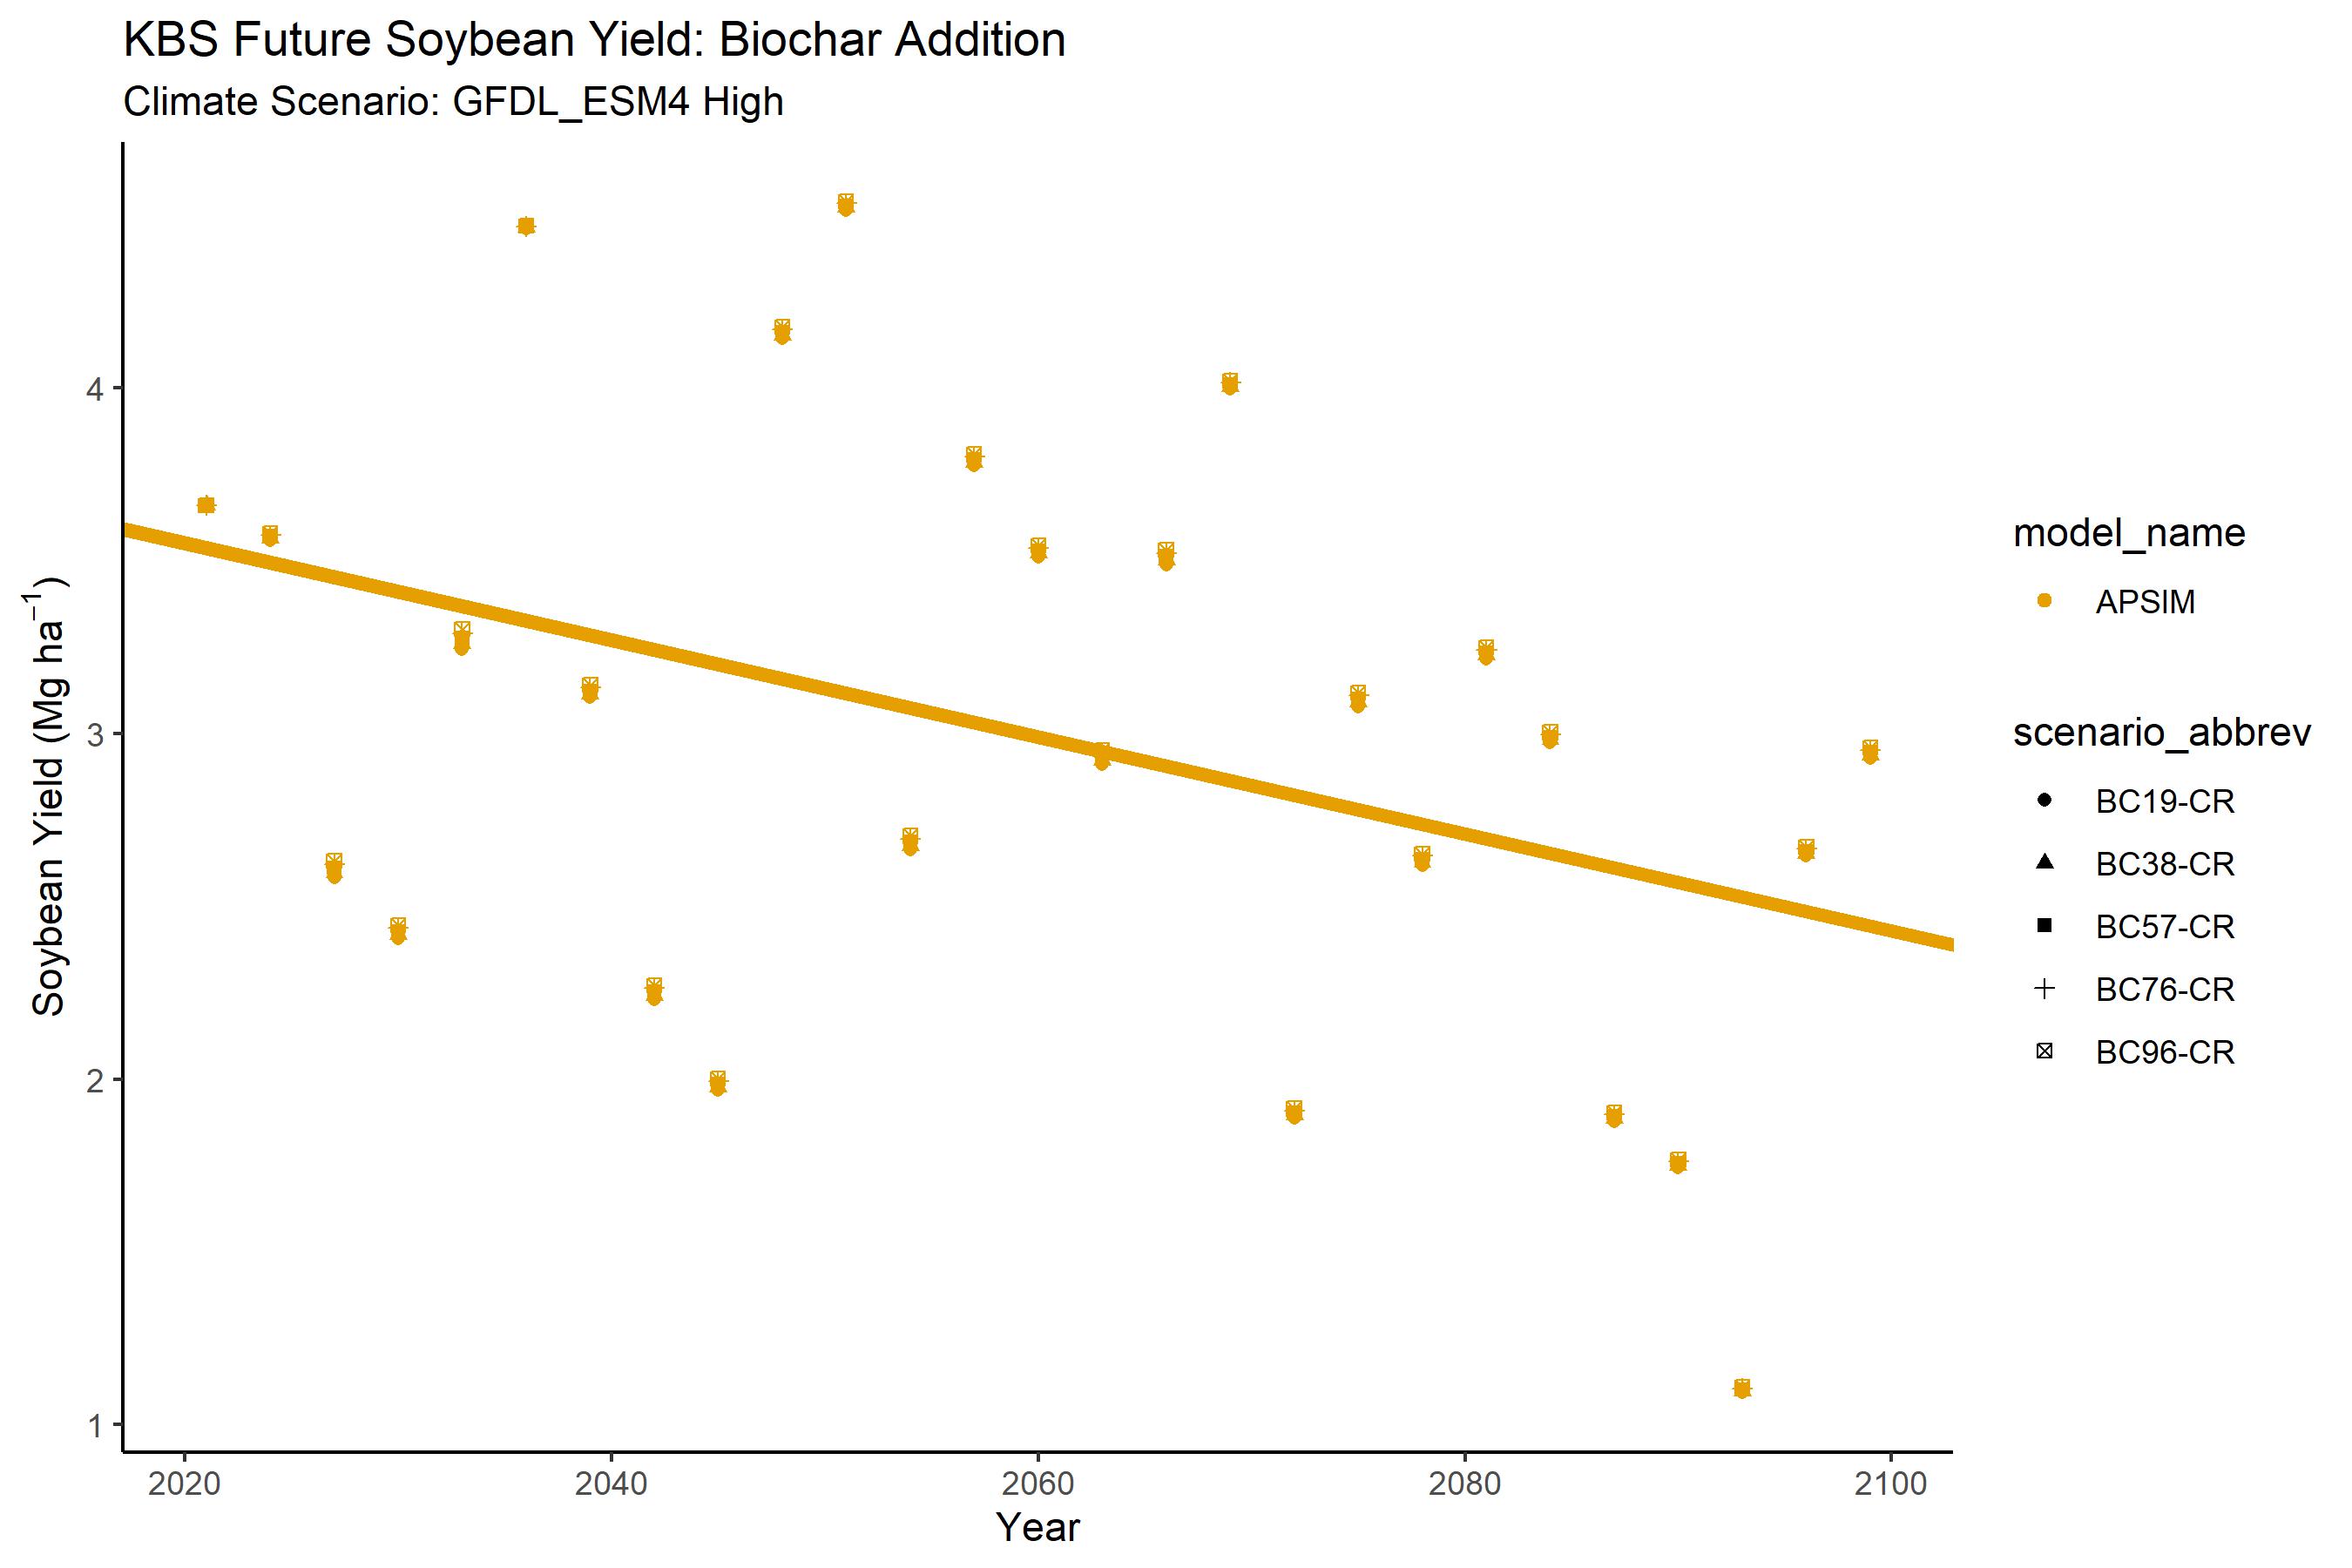 KBS Future Soybean Yield: Biochar Addition
Climate Scenario: GFDL_ESM4 High
Soybean Yield (Mg ha⁻¹)
4
3
2
1
2020 2040 2060 2080 2100
Year
model_name
APSIM
scenario_abbrev
BC19-CR
BC38-CR
BC57-CR
BC76-CR
BC96-CR